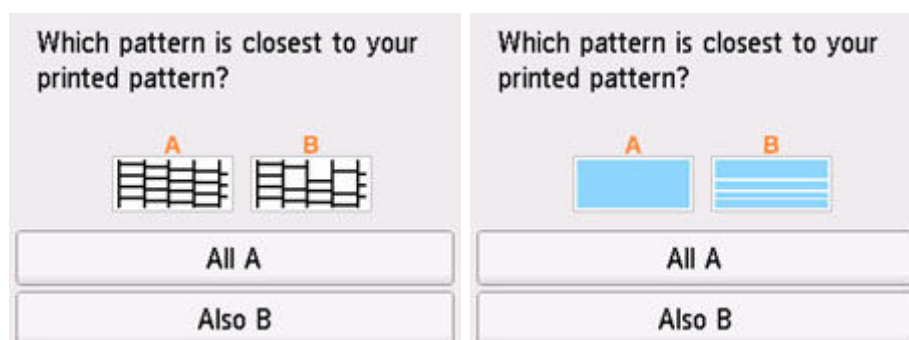 Which pattern is closest to your
printed pattern?
A B
All A
Also B
Which pattern is closest to your
printed pattern?
A B
All A
Also B